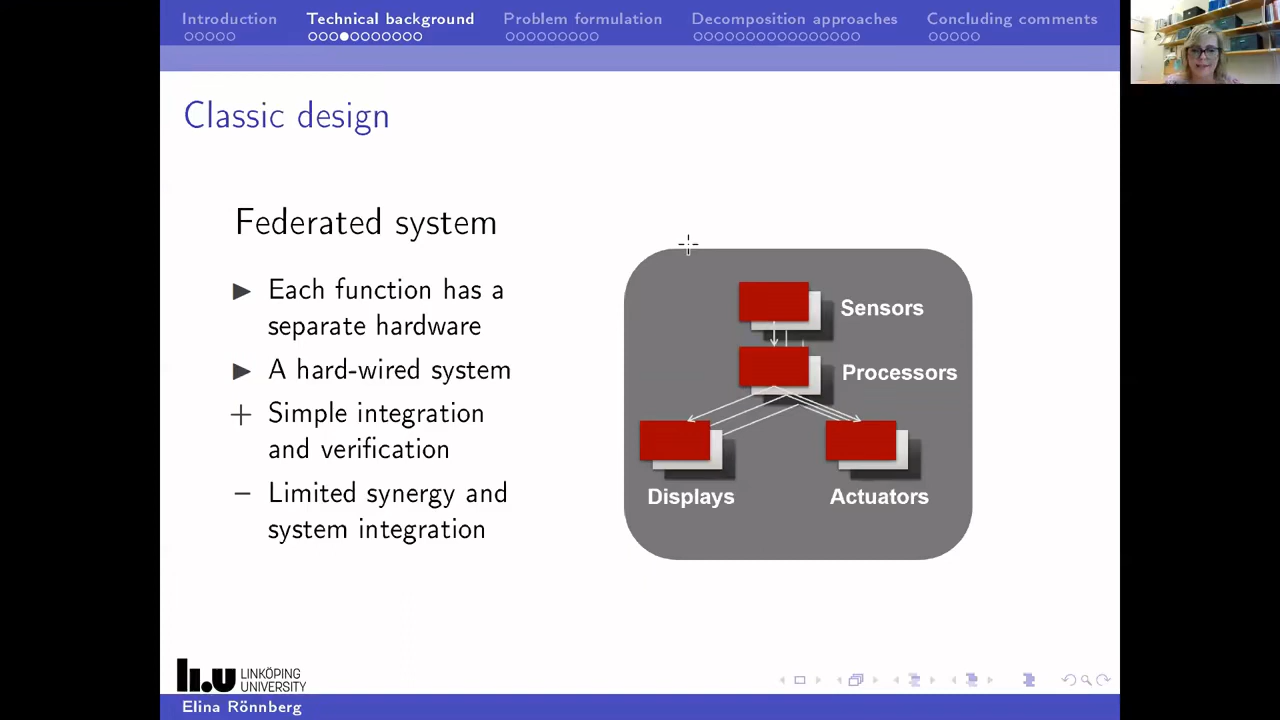 Introduction
Technical background
Problem formulation
Decomposition approaches
Concluding comments
Classic design
Federated system
Each function has a
separate hardware
A hard-wired system
+ Simple integration
and verification
− Limited synergy and
system integration
Sensors
Processors
Displays
Actuators
li.u LINKÖPING
UNIVERSITY
Elina Rönnberg